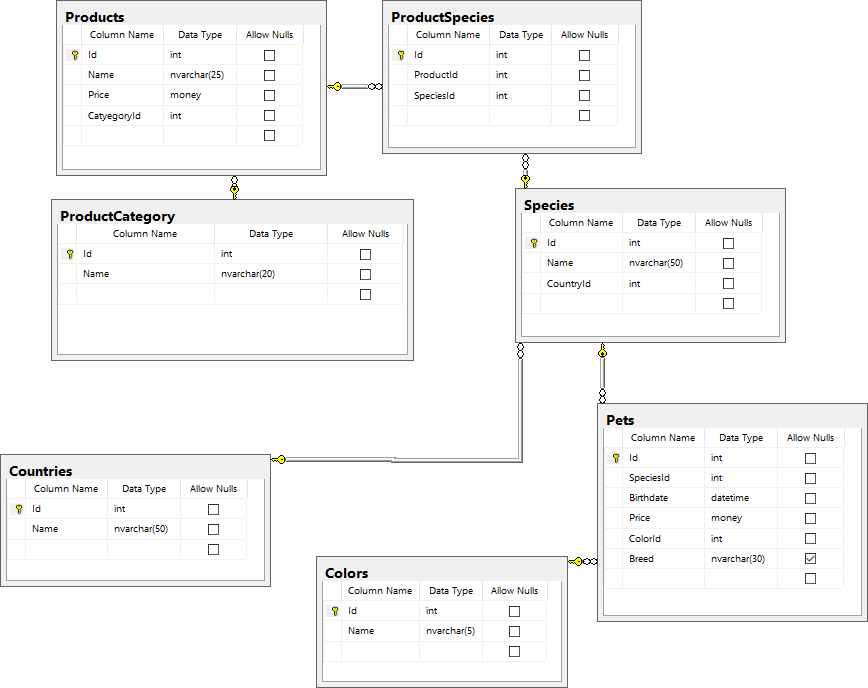 Products
Column Name Data Type Allow Nulls
Id int
Name nvarchar(25)
Price money
CatyegoryId int
ProductSpecies
Column Name Data Type Allow Nulls
Id int
ProductId int
SpeciesId int
ProductCategory
Column Name Data Type Allow Nulls
Id int
Name nvarchar(20)
Species
Column Name Data Type Allow Nulls
Id int
Name nvarchar(50)
CountryId int
Pets
Column Name Data Type Allow Nulls
Id int
SpeciesId int
Birthdate datetime
Price money
ColorId int
Breed nvarchar(30)
Countries
Column Name Data Type Allow Nulls
Id int
Name nvarchar(50)
Colors
Column Name Data Type Allow Nulls
Id int
Name nvarchar(5)